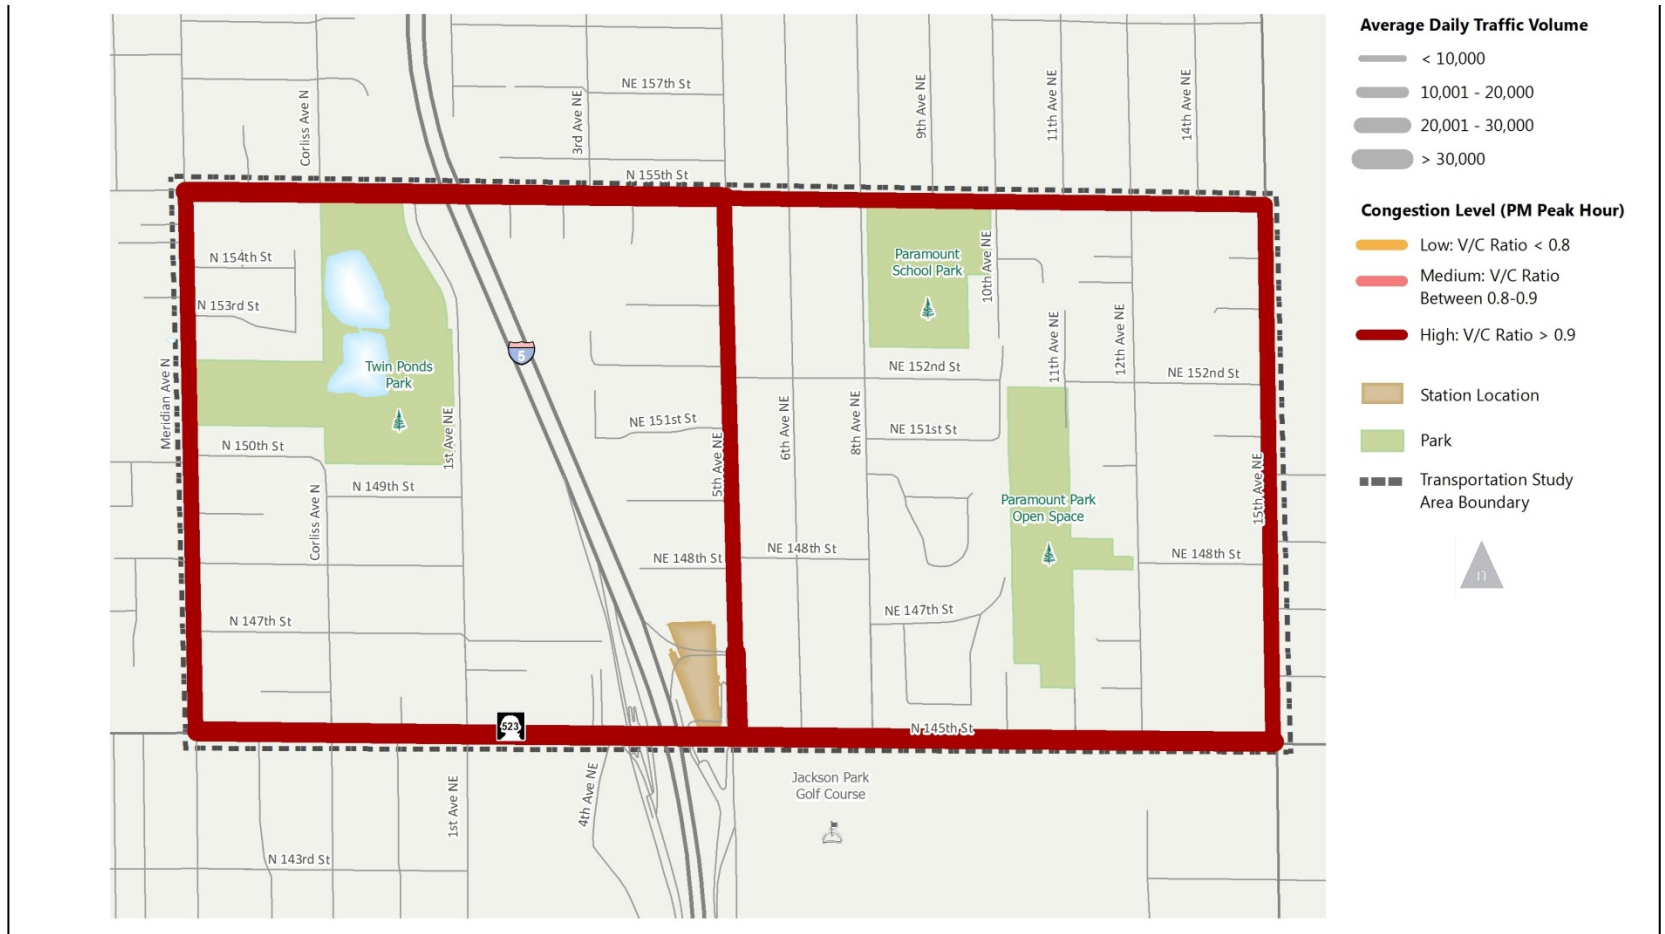 Average Daily Traffic Volume
< 10,000
10,001 - 20,000
20,001 - 30,000
> 30,000
Congestion Level (PM Peak Hour)
Low: V/C Ratio < 0.8
Medium: V/C Ratio
Between 0.8-0.9
High: V/C Ratio > 0.9
Station Location
Park
Transportation Study
Area Boundary
n
NE 157th St
Corliss Ave N
3rd Ave NE
9th Ave NE
11th Ave NE
14th Ave NE
N 155th St
N 154th St
N 153rd St
Paramount
School Park
10th Ave NE
5
Twin Ponds
Park
Meridian Ave N
11th Ave NE
12th Ave NE
NE 152nd St
NE 152nd St
N 150th St
1st Ave NE
NE 151st St
5th Ave NE
6th Ave NE
8th Ave NE
NE 151st St
15th Ave NE
N 149th St
Corliss Ave N
Paramount Park
Open Space
NE 148th St
NE 148th St
NE 148th St
N 147th St
NE 147th St
523
N 145th St
1st Ave NE
4th Ave NE
Jackson Park
Golf Course
N 143rd St